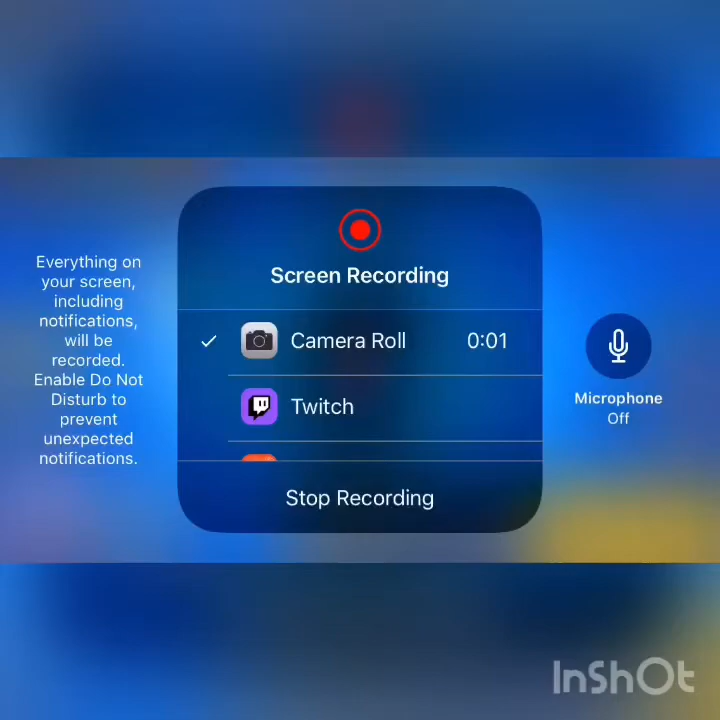 Everything on
your screen,
including
notifications,
will be
recorded.
Enable Do Not
Disturb to
prevent
unexpected
notifications.
Screen Recording
Camera Roll 0:01
Twitch
Stop Recording
Microphone
Off
InShOt